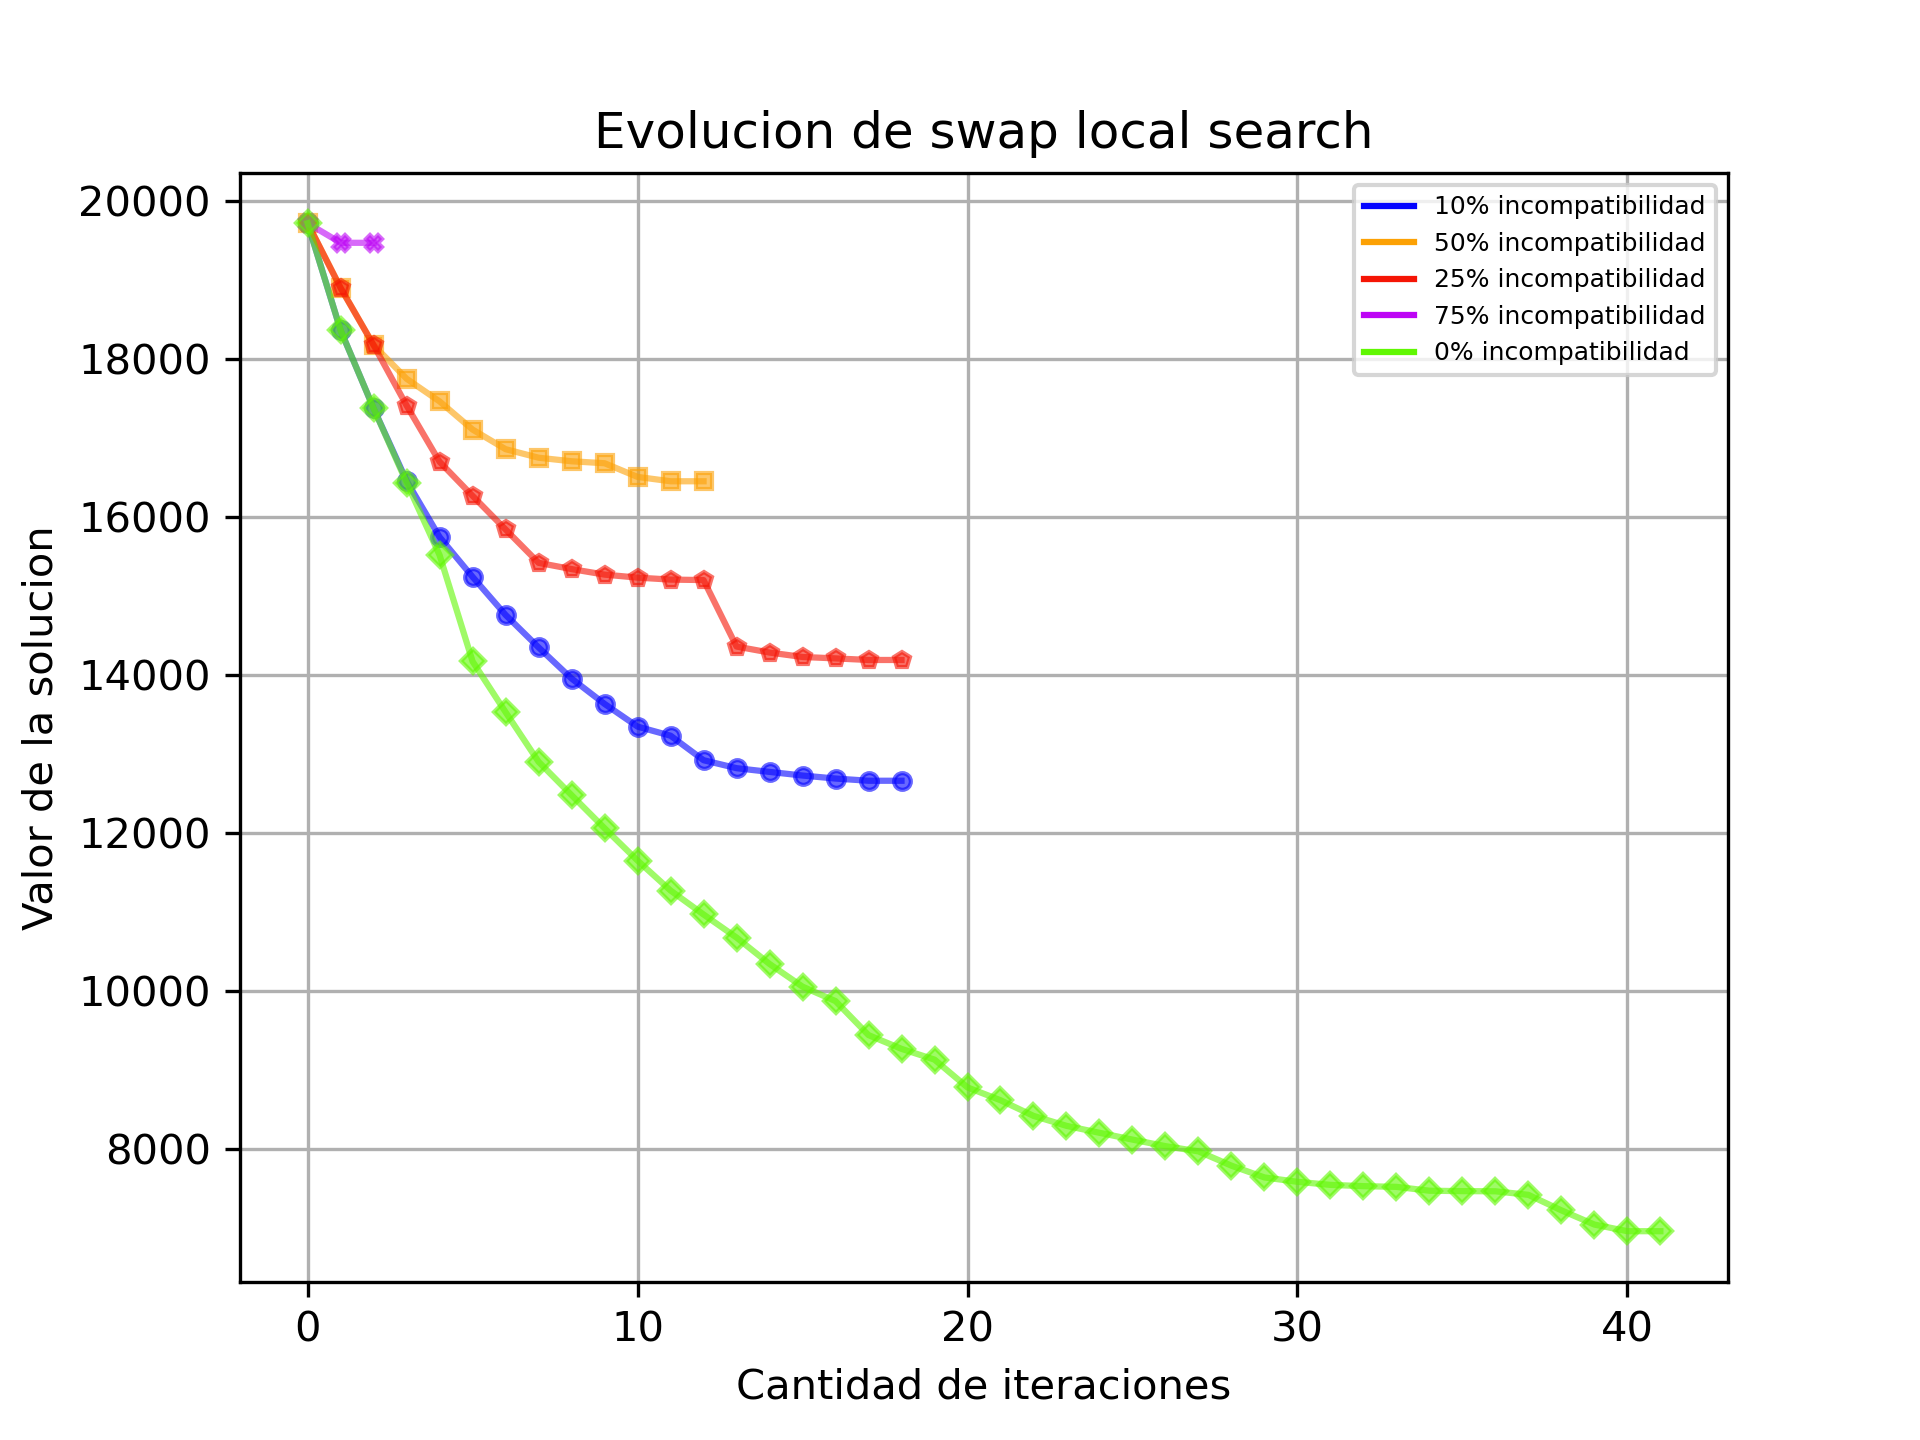 Evolucion de swap local search
10% incompatibilidad
50% incompatibilidad
25% incompatibilidad
75% incompatibilidad
0% incompatibilidad
Valor de la solucion
20000
18000
16000
14000
12000
10000
8000
0 10 20 30 40
Cantidad de iteraciones